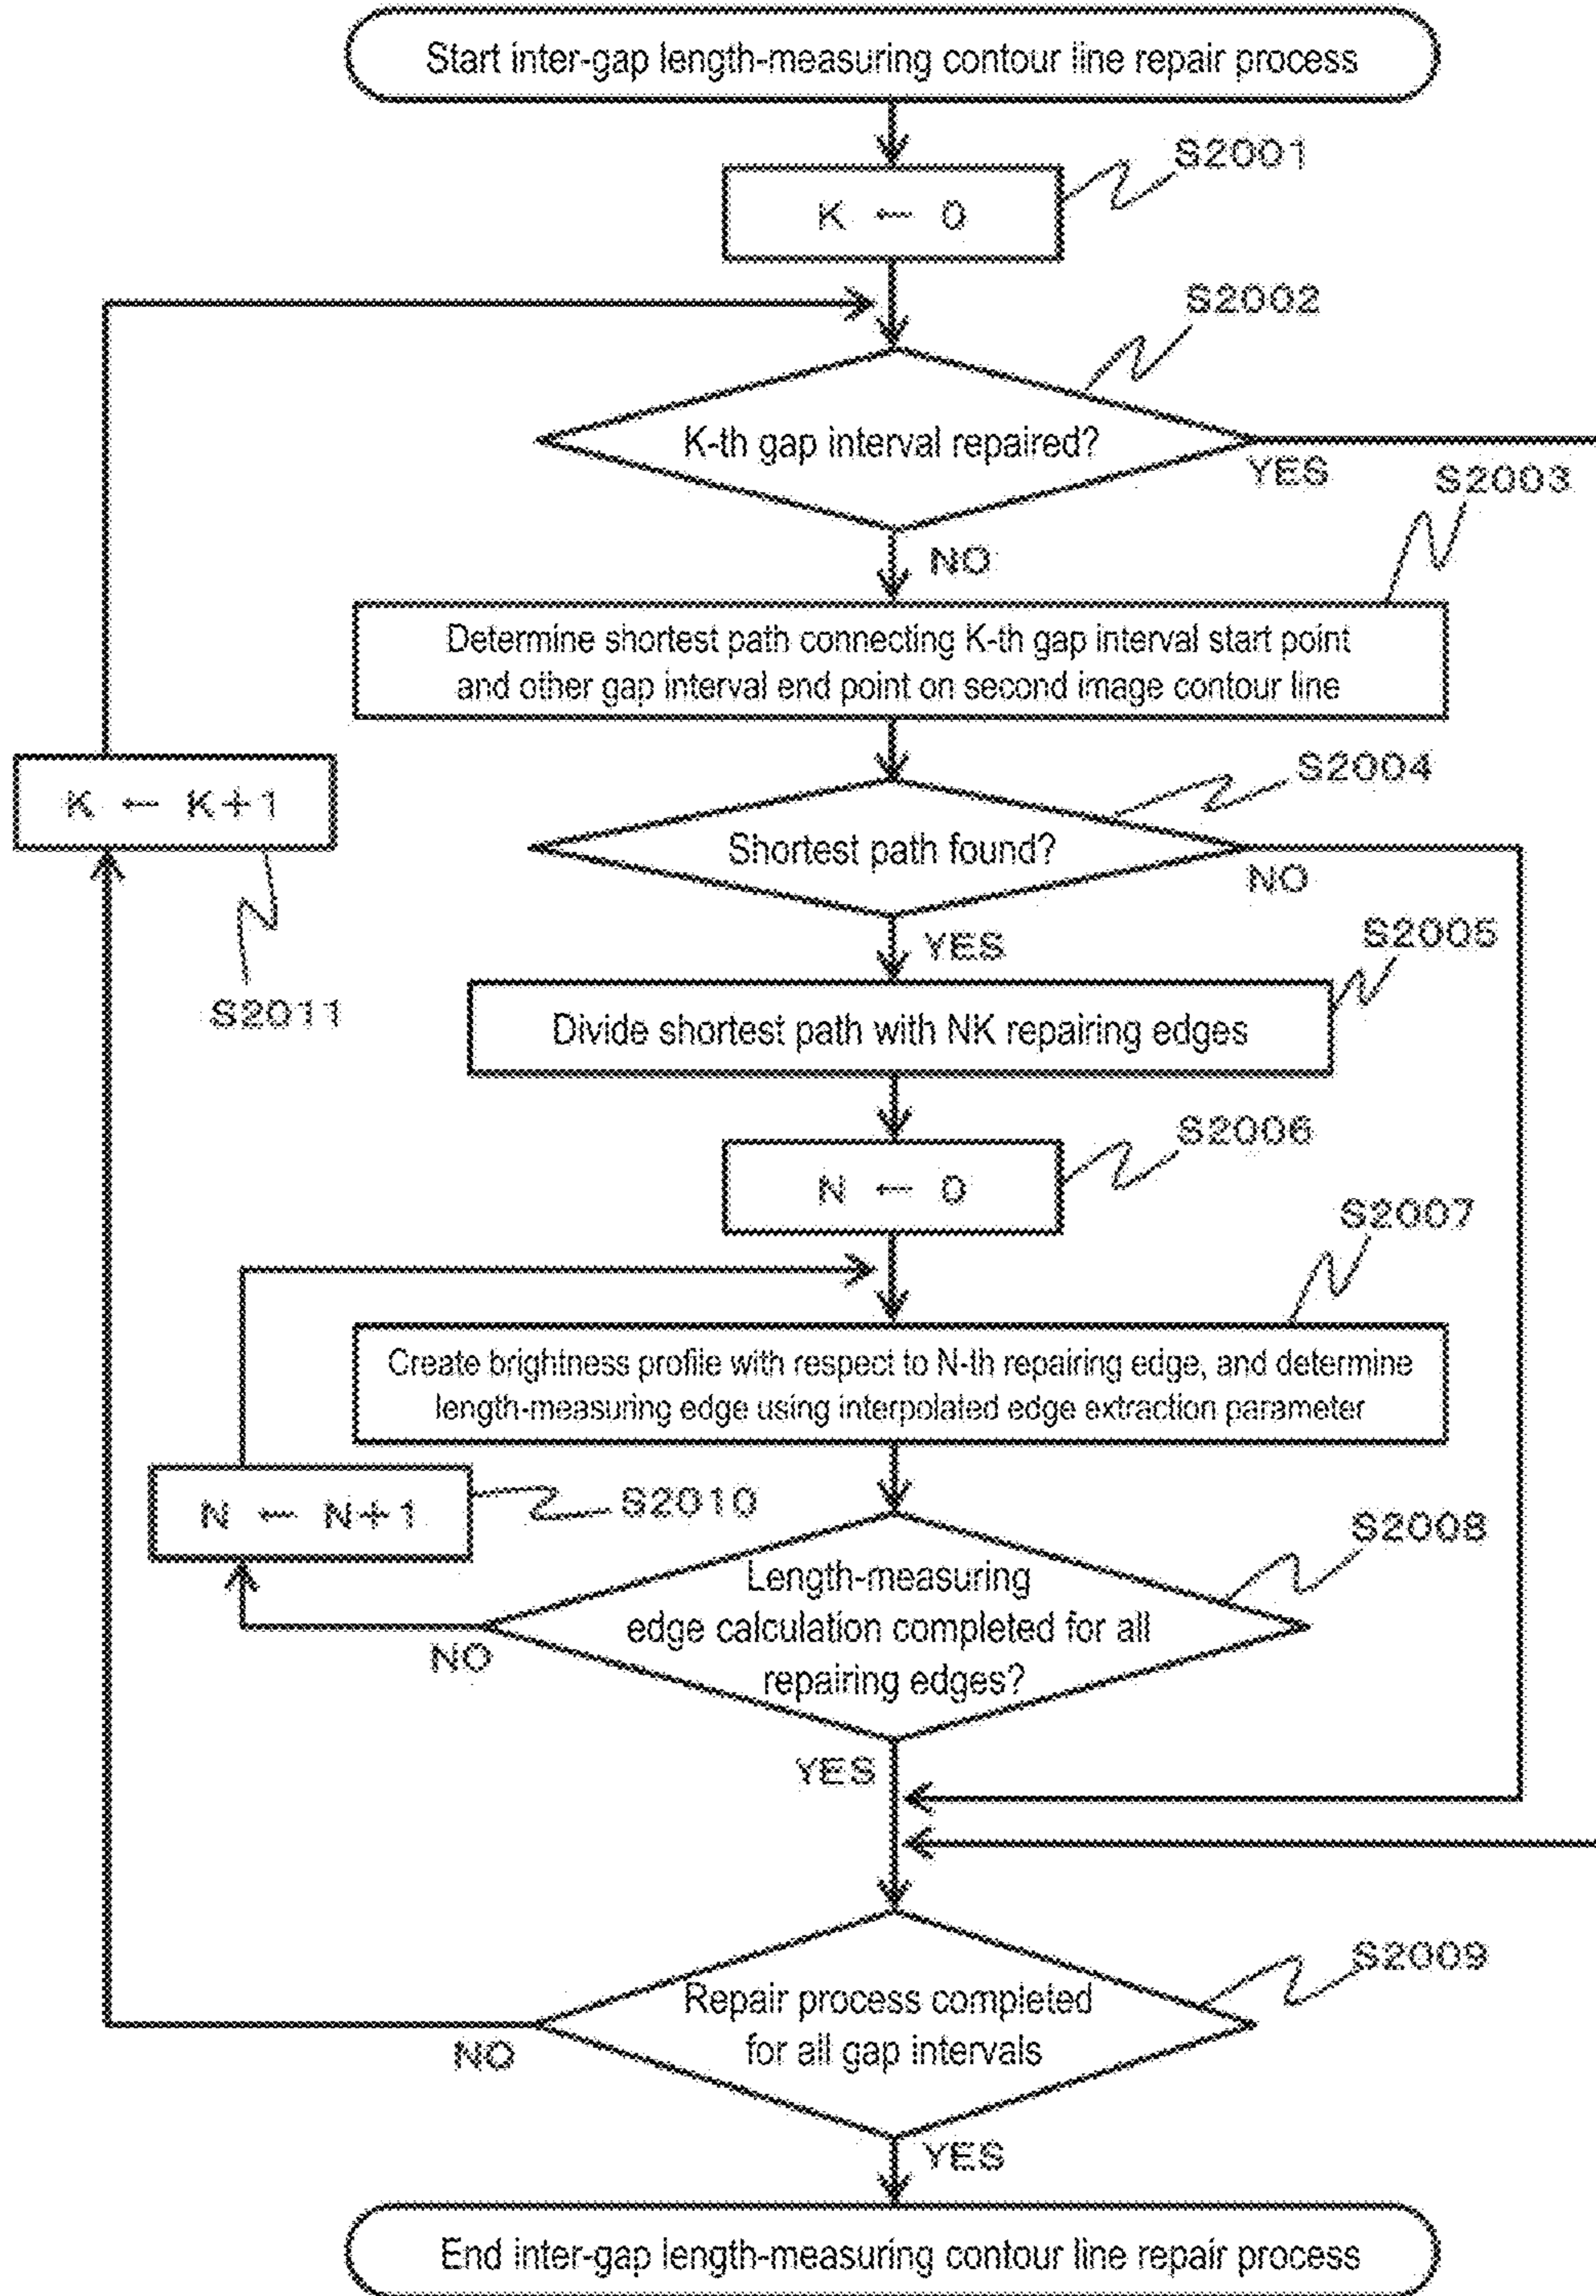 Start inter-gap length-measuring contour line repair process
S2001
K ← 0
S2002
K-th gap interval repaired?
YES
S2003
NO
Determine shortest path connecting K-th gap interval start point
and other gap interval end point on second image contour line
S2004
K ← K+1
Shortest path found?
NO
S2005
YES
S2011
Divide shortest path with NK repairing edges
S2006
N ← 0
S2007
Create brightness profile with respect to N-th repairing edge, and determine
length-measuring edge using interpolated edge extraction parameter
N ← N+1
S2010
S2008
Length-measuring
edge calculation completed for all
repairing edges?
NO
YES
S2009
Repair process completed
for all gap intervals
NO
YES
End inter-gap length-measuring contour line repair process